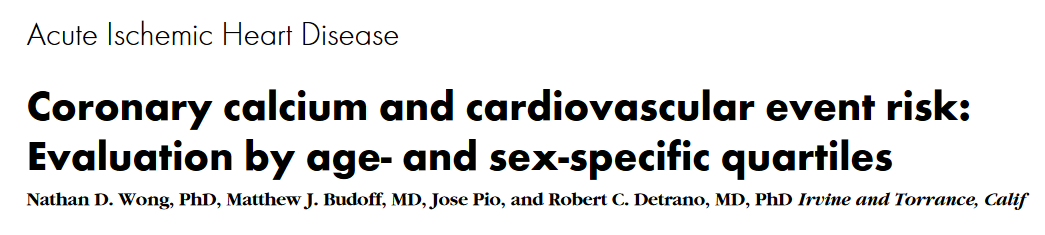 Acute Ischemic Heart Disease
Coronary calcium and cardiovascular event risk:
Evaluation by age- and sex-specific quartiles
Nathan D. Wong, PhD, Matthew J. Budoff, MD, Jose Pio, and Robert C. Detrano, MD, PhD Irvine and Torrance, Calif